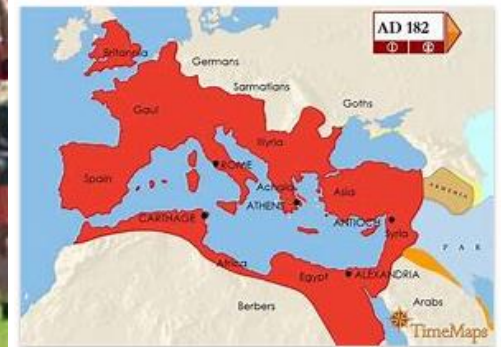 AD 182
Britannia
Germans
Sarmatians
Gaul
Goths
Illyria
ROME
Spain
Achaia
Asia
ARMENIA
ATHENS
CARTHAGE
ANTIOCH
Syria
P A R
Africa
Egypt
ALEXANDRIA
Berbers
Arabs
TimeMaps